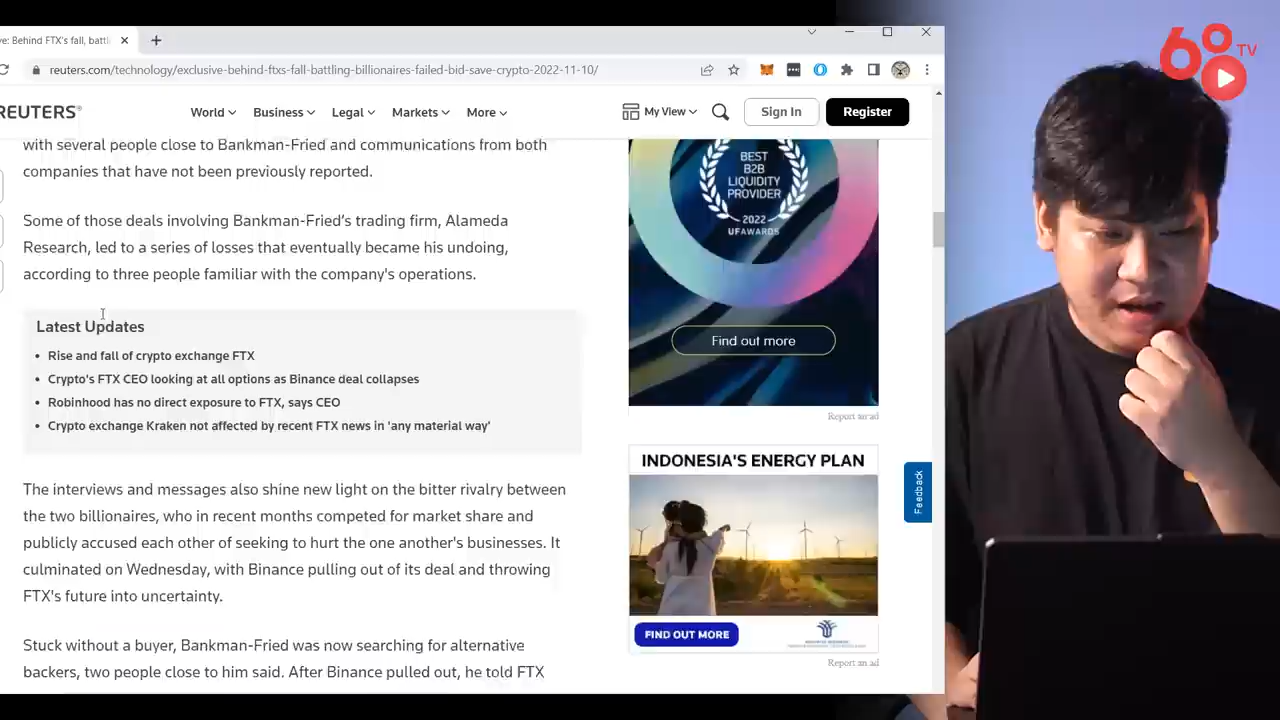 ve: Behind FTX's fall, battli
reuters.com/technology/exclusive-behind-ftxs-fall-battling-billionaires-failed-bid-save-crypto-2022-11-10/
REUTERS®
World
Business
Legal
Markets
More
My View
Sign In
Register
with several people close to Bankman-Fried and communications from both
companies that have not been previously reported.
Some of those deals involving Bankman-Fried's trading firm, Alameda
Research, led to a series of losses that eventually became his undoing,
according to three people familiar with the company's operations.
Latest Updates
• Rise and fall of crypto exchange FTX
• Crypto's FTX CEO looking at all options as Binance deal collapses
• Robinhood has no direct exposure to FTX, says CEO
• Crypto exchange Kraken not affected by recent FTX news in 'any material way'
The interviews and messages also shine new light on the bitter rivalry between
the two billionaires, who in recent months competed for market share and
publicly accused each other of seeking to hurt the one another's businesses. It
culminated on Wednesday, with Binance pulling out of its deal and throwing
FTX's future into uncertainty.
Stuck without a buyer, Bankman-Fried was now searching for alternative
backers, two people close to him said. After Binance pulled out, he told FTX
BEST
B2B
LIQUIDITY
PROVIDER
2022
UFAWARDS
Find out more
Report an ad
INDONESIA'S ENERGY PLAN
FIND OUT MORE
Report an ad
Feedback
68
TV